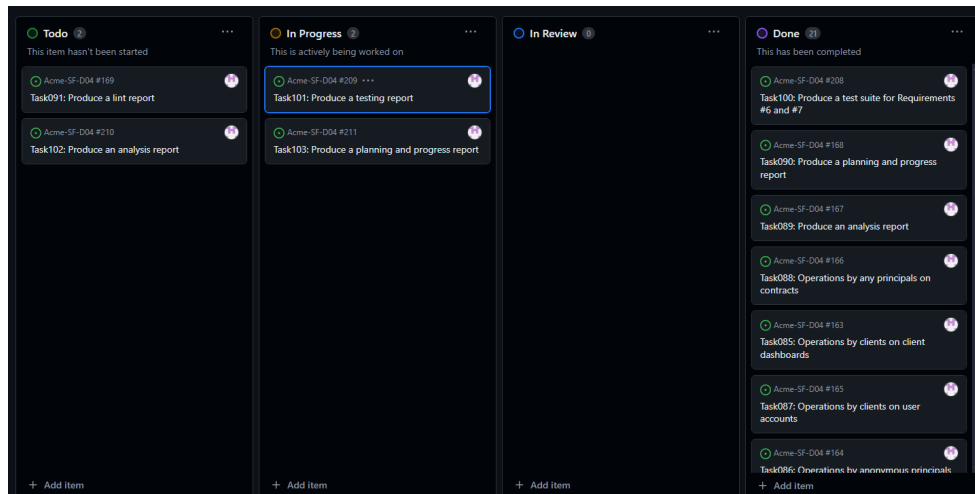 Todo 2
This item hasn't been started
Acme-SF-D04 #169
Task091: Produce a lint report
Acme-SF-D04 #210
Task102: Produce an analysis report
+ Add item
In Progress 2
This is actively being worked on
Acme-SF-D04 #209
Task101: Produce a testing report
Acme-SF-D04 #211
Task103: Produce a planning and progress report
+ Add item
In Review 0
+ Add item
Done 21
This has been completed
Acme-SF-D04 #208
Task100: Produce a test suite for Requirements
#6 and #7
Acme-SF-D04 #168
Task090: Produce a planning and progress
report
Acme-SF-D04 #167
Task089: Produce an analysis report
Acme-SF-D04 #166
Task088: Operations by any principals on
contracts
Acme-SF-D04 #163
Task085: Operations by clients on client
dashboards
Acme-SF-D04 #165
Task087: Operations by clients on user
accounts
Acme-SF-D04 #164
Task086: Operations by anonymous principals
+ Add item